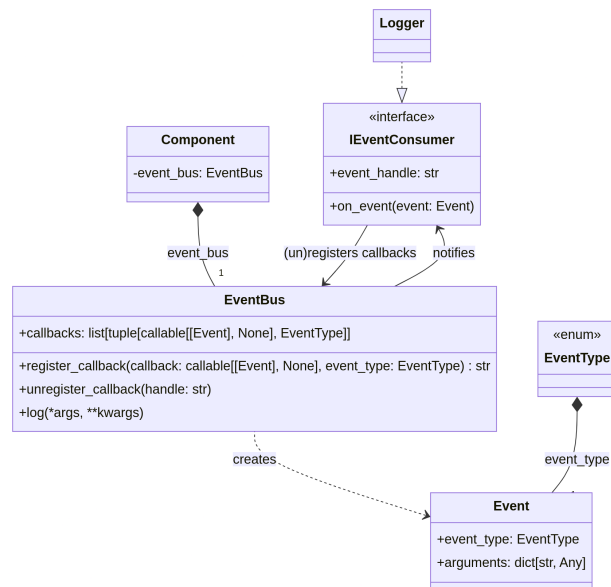 Logger
«interface»
IEventConsumer
+event_handle: str
+on_event(event: Event)
Component
-event_bus: EventBus
event_bus
1
(un)registers callbacks
notifies
EventBus
+callbacks: list[tuple[callable[[Event], None], EventType]]
+register_callback(callback: callable[[Event], None], event_type: EventType) : str
+unregister_callback(handle: str)
+log(*args, **kwargs)
«enum»
EventType
creates
event_type
Event
+event_type: EventType
+arguments: dict[str, Any]